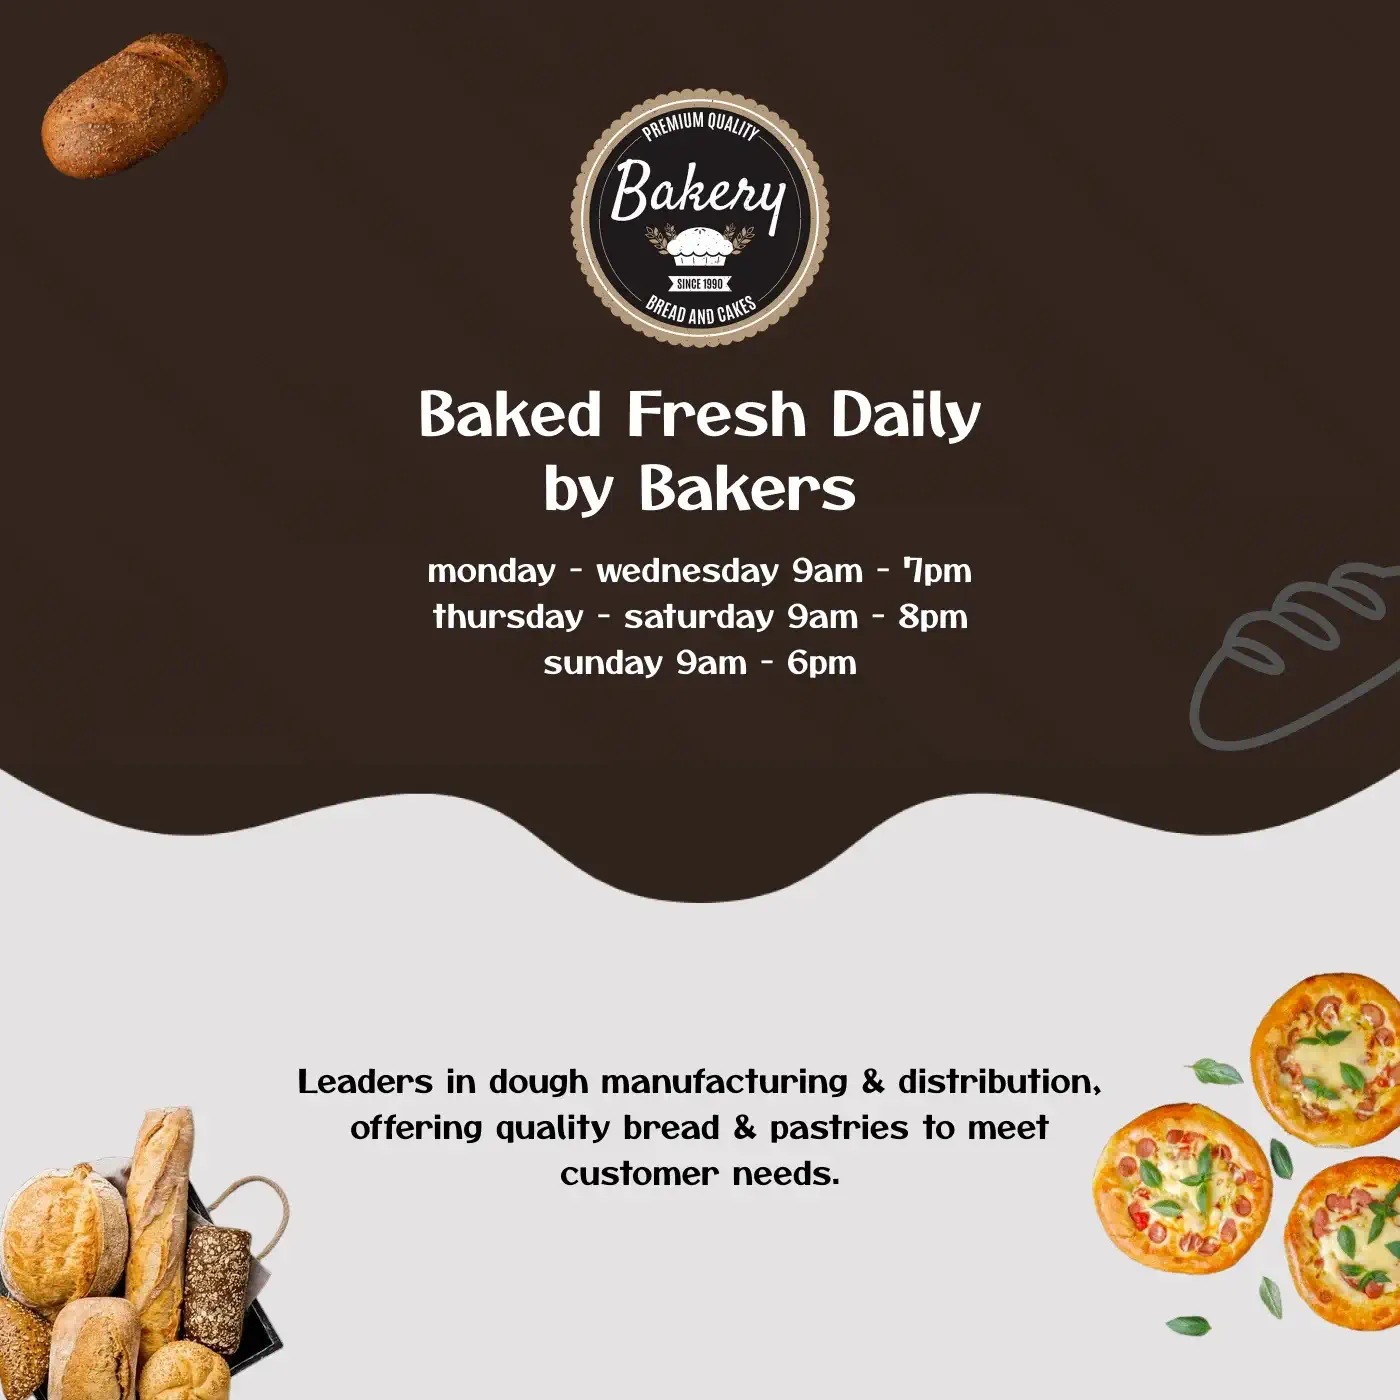 PREMIUM QUALITY
Bakery
SINCE 1990
BREAD AND CAKES
Baked Fresh Daily
by Bakers
monday - wednesday 9am - 7pm
thursday - saturday 9am - 8pm
sunday 9am - 6pm
Leaders in dough manufacturing & distribution,
offering quality bread & pastries to meet
customer needs.